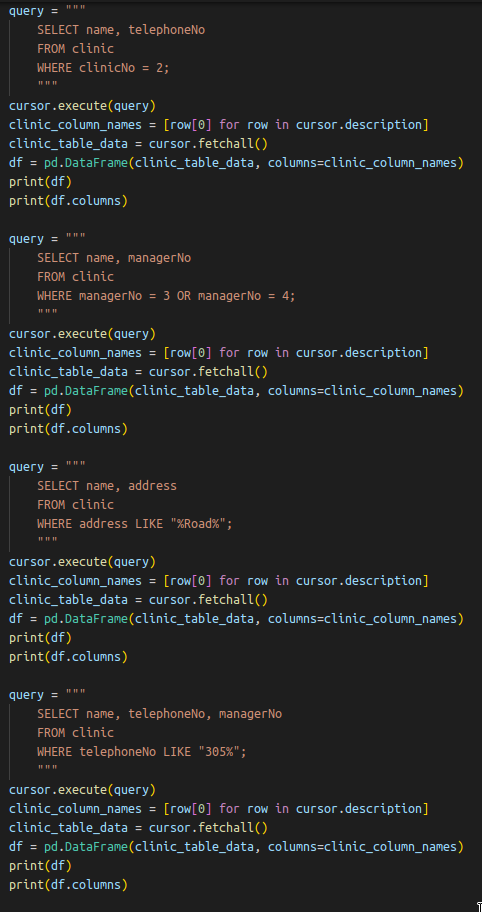 query = """
    SELECT name, telephoneNo
    FROM clinic
    WHERE clinicNo = 2;
    """
cursor.execute(query)
clinic_column_names = [row[0] for row in cursor.description]
clinic_table_data = cursor.fetchall()
df = pd.DataFrame(clinic_table_data, columns=clinic_column_names)
print(df)
print(df.columns)

query = """
    SELECT name, managerNo
    FROM clinic
    WHERE managerNo = 3 OR managerNo = 4;
    """
cursor.execute(query)
clinic_column_names = [row[0] for row in cursor.description]
clinic_table_data = cursor.fetchall()
df = pd.DataFrame(clinic_table_data, columns=clinic_column_names)
print(df)
print(df.columns)

query = """
    SELECT name, address
    FROM clinic
    WHERE address LIKE "%Road%";
    """
cursor.execute(query)
clinic_column_names = [row[0] for row in cursor.description]
clinic_table_data = cursor.fetchall()
df = pd.DataFrame(clinic_table_data, columns=clinic_column_names)
print(df)
print(df.columns)

query = """
    SELECT name, telephoneNo, managerNo
    FROM clinic
    WHERE telephoneNo LIKE "305%";
    """
cursor.execute(query)
clinic_column_names = [row[0] for row in cursor.description]
clinic_table_data = cursor.fetchall()
df = pd.DataFrame(clinic_table_data, columns=clinic_column_names)
print(df)
print(df.columns)